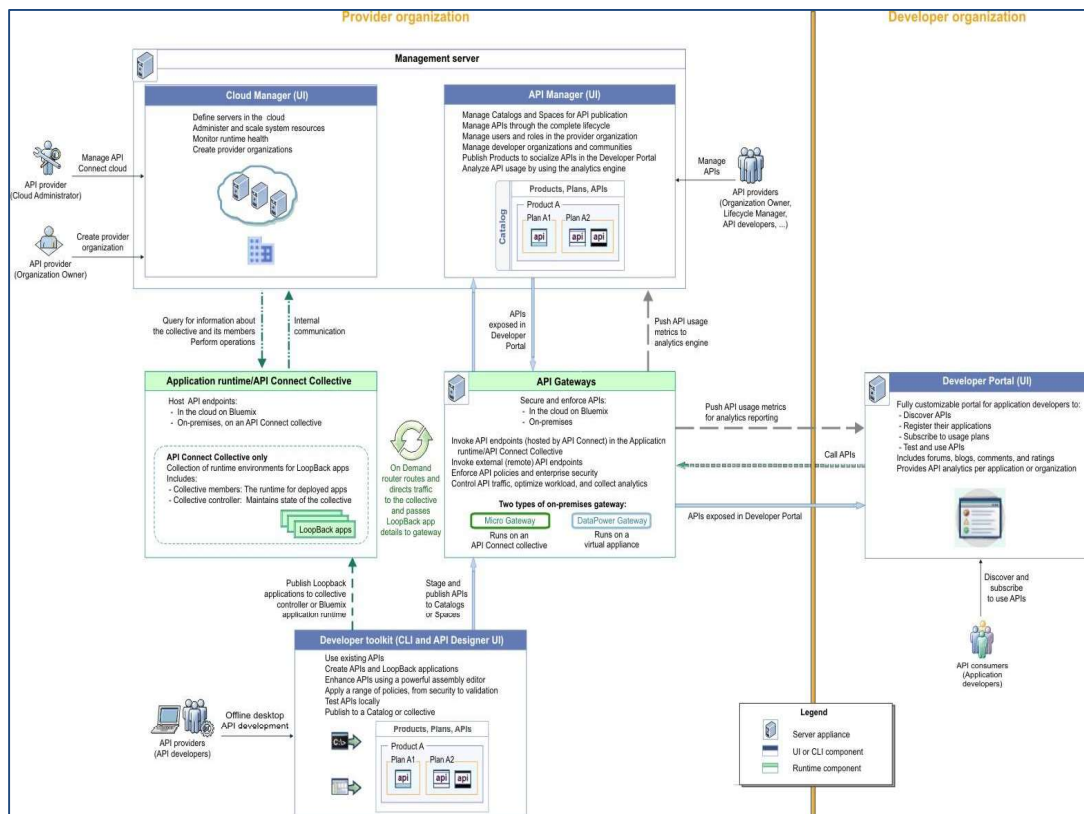 Provider organization
Developer organization
Management server
Cloud Manager (UI)
Define servers in the cloud
Administer and scale system resources
Monitor runtime health
Create provider organizations
API Manager (UI)
Manage Catalogs and Spaces for API publication
Manage APIs through the complete lifecycle
Manage users and roles in the provider organization
Manage developer organizations and communities
Publish Products to socialize APIs in the Developer Portal
Analyze API usage by using the analytics engine
Products, Plans, APIs
Product A
Plan A1
Plan A2
api
api
api
Catalog
Manage API
Connect cloud
API provider
(Cloud Administrator)
Create provider
organization
API provider
(Organization Owner)
Manage
APIs
API providers
(Organization Owner,
Lifecycle Manager,
API developers, ...)
Query for information about
the collective and its members
Perform operations
Internal
communication
APIs
exposed in
Developer
Portal
Push API usage
metrics to
analytics engine
Application runtime/API Connect Collective
Host API endpoints:
- In the cloud on Bluemix
- On-premises, on an API Connect collective
API Connect Collective only
Collection of runtime environments for LoopBack apps
Includes:
- Collective members: The runtime for deployed apps
- Collective controller: Maintains state of the collective
LoopBack apps
On Demand
router routes and
directs traffic
to the collective
and passes
LoopBack app
details to gateway
API Gateways
Secure and enforce APIs:
- In the cloud on Bluemix
- On-premises
Invoke API endpoints (hosted by API Connect) in the Application
runtime/API Connect Collective
Invoke external (remote) API endpoints
Enforce API policies and enterprise security
Control API traffic, optimize workload, and collect analytics
Two types of on-premises gateway:
Micro Gateway
DataPower Gateway
Runs on an
API Connect collective
Runs on a
virtual appliance
Push API usage metrics
for analytics reporting
Call APIs
APIs exposed in Developer Portal
Developer Portal (UI)
Fully customizable portal for application developers to:
- Discover APIs
- Register their applications
- Subscribe to usage plans
- Test and use APIs
Includes forums, blogs, comments, and ratings
Provides API analytics per application or organization
Discover and
subscribe
to use APIs
API consumers
(Application
developers)
Publish Loopback
applications to collective
controller or Bluemix
application runtime
Stage and
publish APIs
to Catalogs
or Spaces
Developer toolkit (CLI and API Designer UI)
Use existing APIs
Create APIs and LoopBack applications
Enhance APIs using a powerful assembly editor
Apply a range of policies, from security to validation
Test APIs locally
Publish to a Catalog or collective
C:\>
Products, Plans, APIs
Product A
Plan A1
Plan A2
api
api
api
Offline desktop
API development
API providers
(API developers)
Legend
Server appliance
UI or CLI component
Runtime component